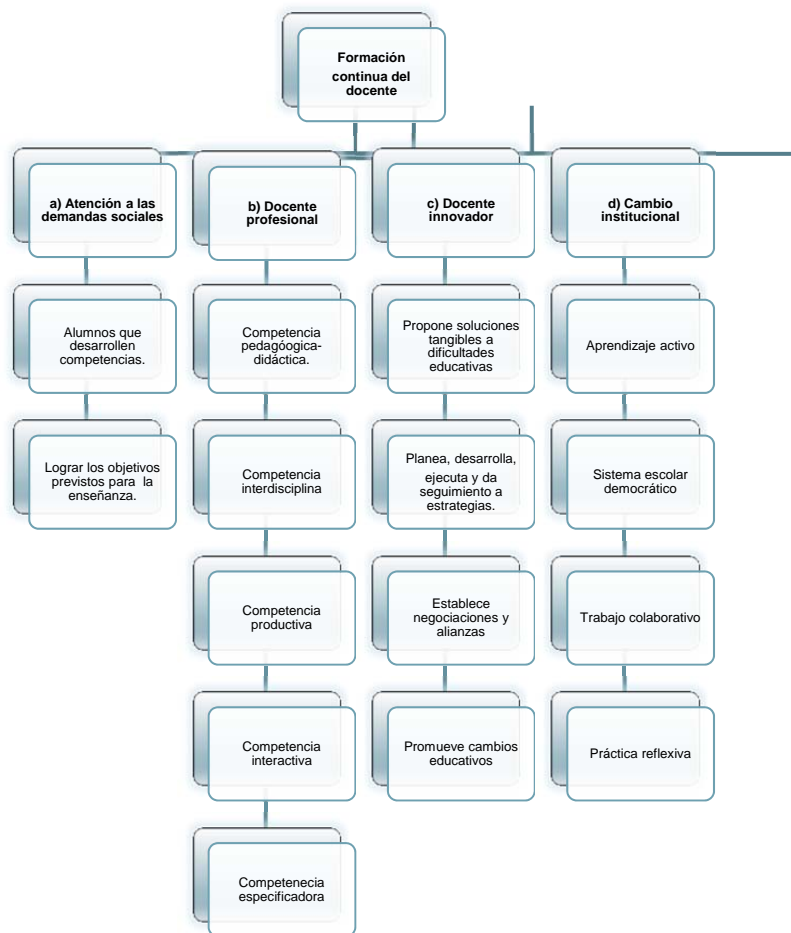 Formación
continua del
docente
a) Atención a las
demandas sociales
Alumnos que
desarrollen
competencias.
Lograr los objetivos
previstos para la
enseñanza.
b) Docente
profesional
Competencia
pedagóogica-
didáctica.
Competencia
interdisciplina
Competencia
productiva
Competencia
interactiva
Competenecia
especificadora
c) Docente
innovador
Propone soluciones
tangibles a
dificultades
educativas
Planea, desarrolla,
ejecuta y da
seguimiento a
estrategias.
Establece
negociaciones y
alianzas
Promueve cambios
educativos
d) Cambio
institucional
Aprendizaje activo
Sistema escolar
democrático
Trabajo colaborativo
Práctica reflexiva